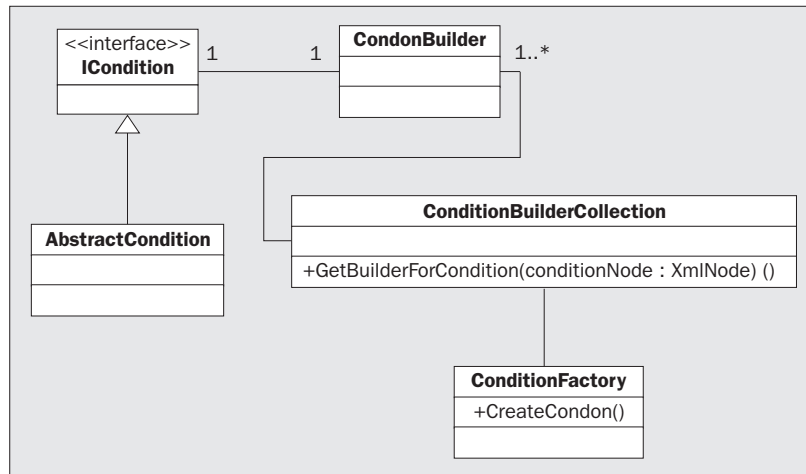 <<interface>>
ICondition
1
1
CondonBuilder
1..*
AbstractCondition
ConditionBuilderCollection
+GetBuilderForCondition(conditionNode : XmlNode) ()
ConditionFactory
+CreateCondon()